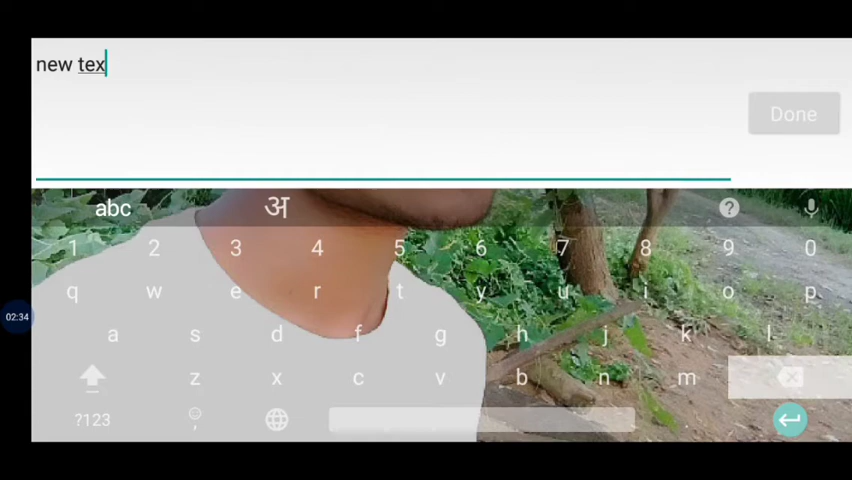 new tex
Done
abc अ ?
1 2 3 4 5 6 7 8 9 0
q w e r t y u i o p
02:34
a s d f g h j k l
z x c v b n m
?123 ,